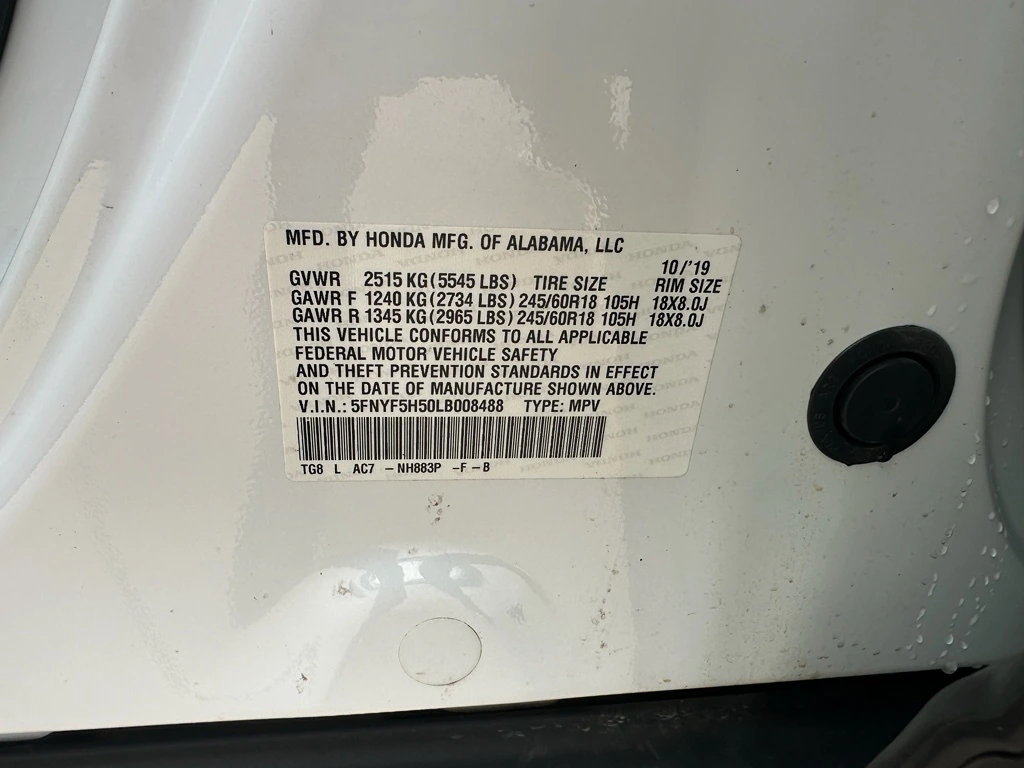 MFD. BY HONDA MFG. OF ALABAMA, LLC
10/'19
GVWR 2515 KG (5545 LBS) TIRE SIZE RIM SIZE
GAWR F 1240 KG (2734 LBS) 245/60R18 105H 18X8.0J
GAWR R 1345 KG (2965 LBS) 245/60R18 105H 18X8.0J
THIS VEHICLE CONFORMS TO ALL APPLICABLE
FEDERAL MOTOR VEHICLE SAFETY
AND THEFT PREVENTION STANDARDS IN EFFECT
ON THE DATE OF MANUFACTURE SHOWN ABOVE.
V.I.N.: 5FNYF5H50LB008488 TYPE: MPV
TG8 L AC7 - NH883P - F - B